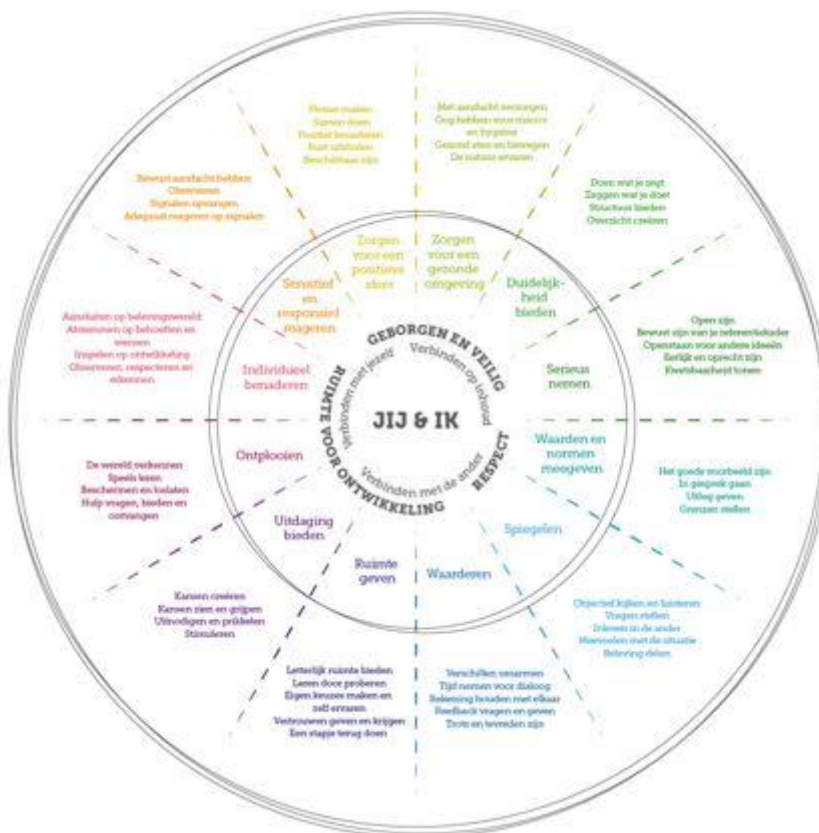 JIJ & IK
GEBORGEN EN VEILIG
RESPECT
RUIMTE VOOR ONTWIKKELING
Verbinden op inhoud
Verbinden met de ander
Verbinden met jezelf
Zorgen
voor een
gezonde
omgeving
Met aandacht verzorgen
Oog hebben voor risico's
en hygiëne
Gezond eten en bewegen
De natuur ervaren
Duidelijk-
heid
bieden
Doen wat je zegt
Zeggen wat je doet
Structuur bieden
Overzicht creëren
Serieus
nemen
Open zijn
Bewust zijn van je referentiekader
Openstaan voor andere ideeën
Eerlijk en oprecht zijn
Kwetsbaarheid tonen
Waarden en
normen
meegeven
Het goede voorbeeld zijn
In gesprek gaan
Uitleg geven
Grenzen stellen
Spiegelen
Objectief kijken en luisteren
Vragen stellen
Inleven in de ander
Meevoelen met de situatie
Beleving delen
Waarderen
Verschillen omarmen
Tijd nemen voor dialoog
Rekening houden met elkaar
Feedback vragen en geven
Trots en tevreden zijn
Ruimte
geven
Letterlijk ruimte bieden
Leren door proberen
Eigen keuzes maken en
zelf ervaren
Vertrouwen geven en krijgen
Een stapje terug doen
Uitdaging
bieden
Kansen creëren
Kansen zien en grijpen
Uitnodigen en prikkelen
Stimuleren
Ontplooien
De wereld verkennen
Speels leren
Beschermen en loslaten
Hulp vragen, bieden en
ontvangen
Individueel
benaderen
Aansluiten op belevingswereld
Afstemmen op behoeften en
wensen
Inspelen op ontwikkeling
Observeren, respecteren en
erkennen
Sensitief
en
responsief
reageren
Bewust aandacht hebben
Observeren
Signalen opvangen
Adequaat reageren op signalen
Zorgen
voor een
positieve
sfeer
Plezier maken
Samen doen
Positief benaderen
Rust uitstralen
Beschikbaar zijn